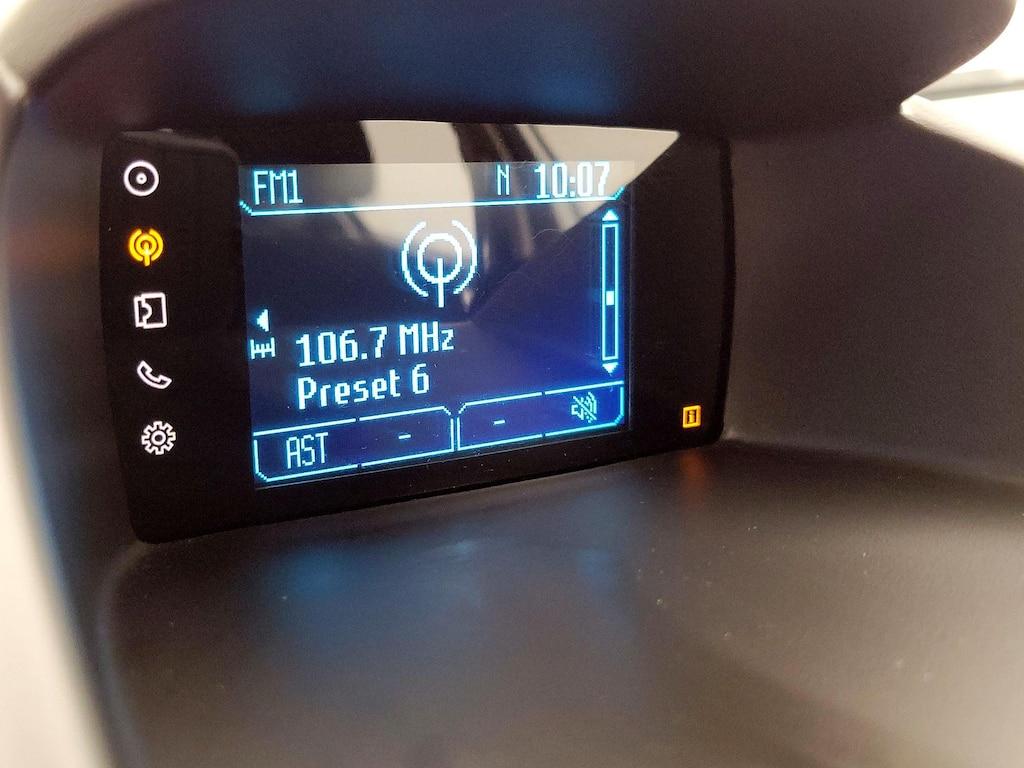 FM1 N 10:07
106.7 MHz
Preset 6
AST - -
i